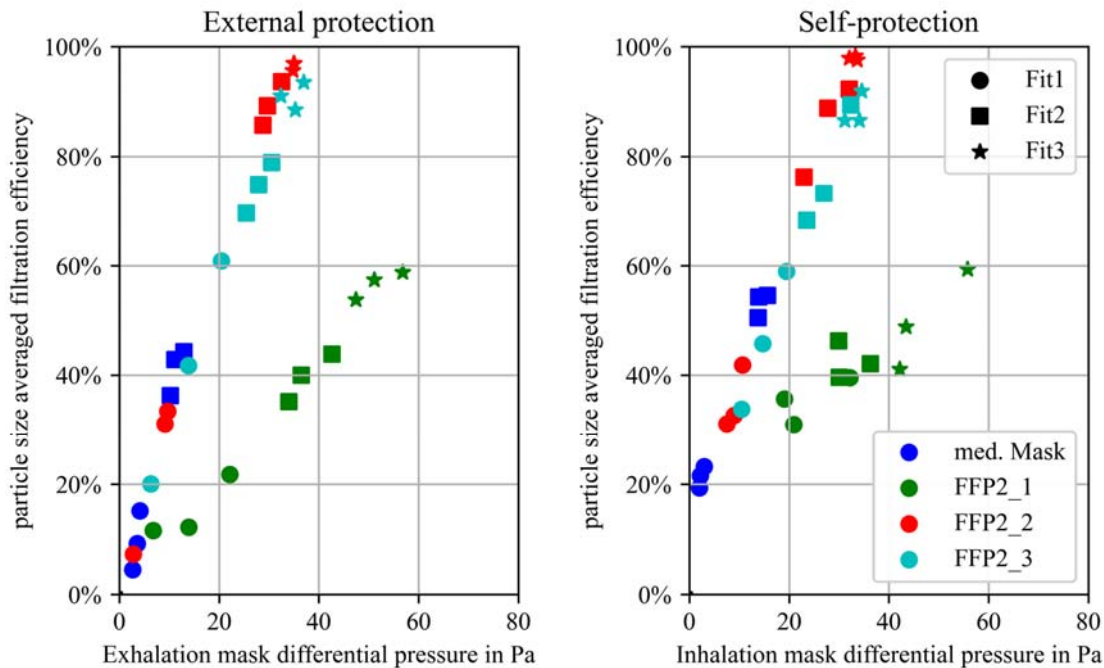 External protection
Self-protection
particle size averaged filtration efficiency
100%
80%
60%
40%
20%
0%
0
20
40
60
80
Exhalation mask differential pressure in Pa
particle size averaged filtration efficiency
100%
80%
60%
40%
20%
0%
0
20
40
60
80
Inhalation mask differential pressure in Pa
Fit1
Fit2
Fit3
med. Mask
FFP2_1
FFP2_2
FFP2_3